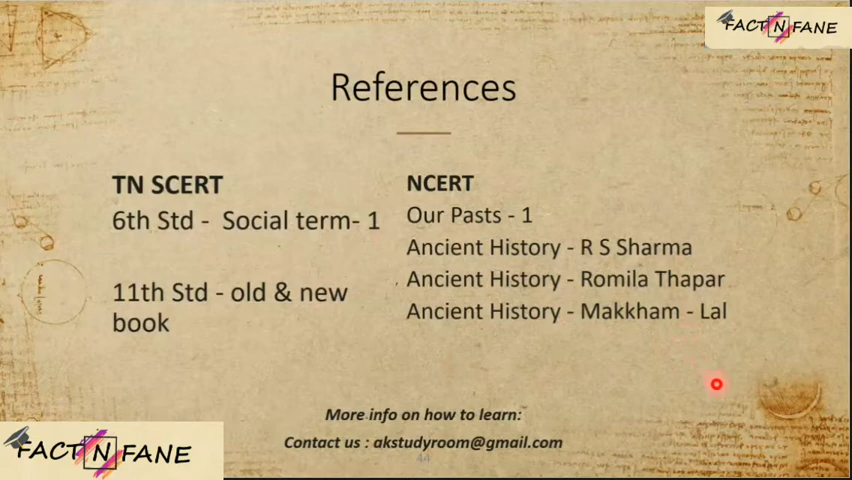 FACT N FANE
References
TN SCERT
6th Std - Social term- 1
11th Std - old & new
book
NCERT
Our Pasts - 1
Ancient History - R S Sharma
Ancient History - Romila Thapar
Ancient History - Makkham - Lal
More info on how to learn:
Contact us : akstudyroom@gmail.com
44
FACT N FANE